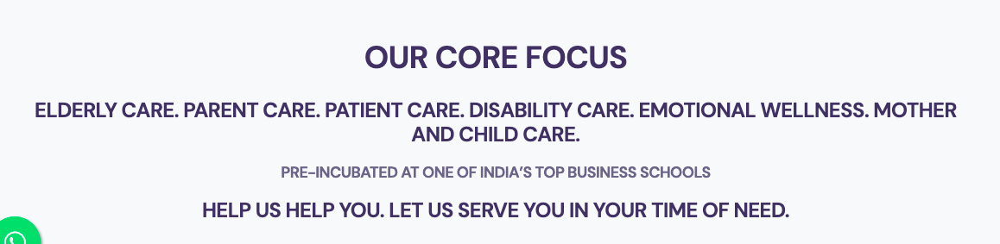 OUR CORE FOCUS
ELDERLY CARE. PARENT CARE. PATIENT CARE. DISABILITY CARE. EMOTIONAL WELLNESS. MOTHER
AND CHILD CARE.
PRE-INCUBATED AT ONE OF INDIA'S TOP BUSINESS SCHOOLS
HELP US HELP YOU. LET US SERVE YOU IN YOUR TIME OF NEED.